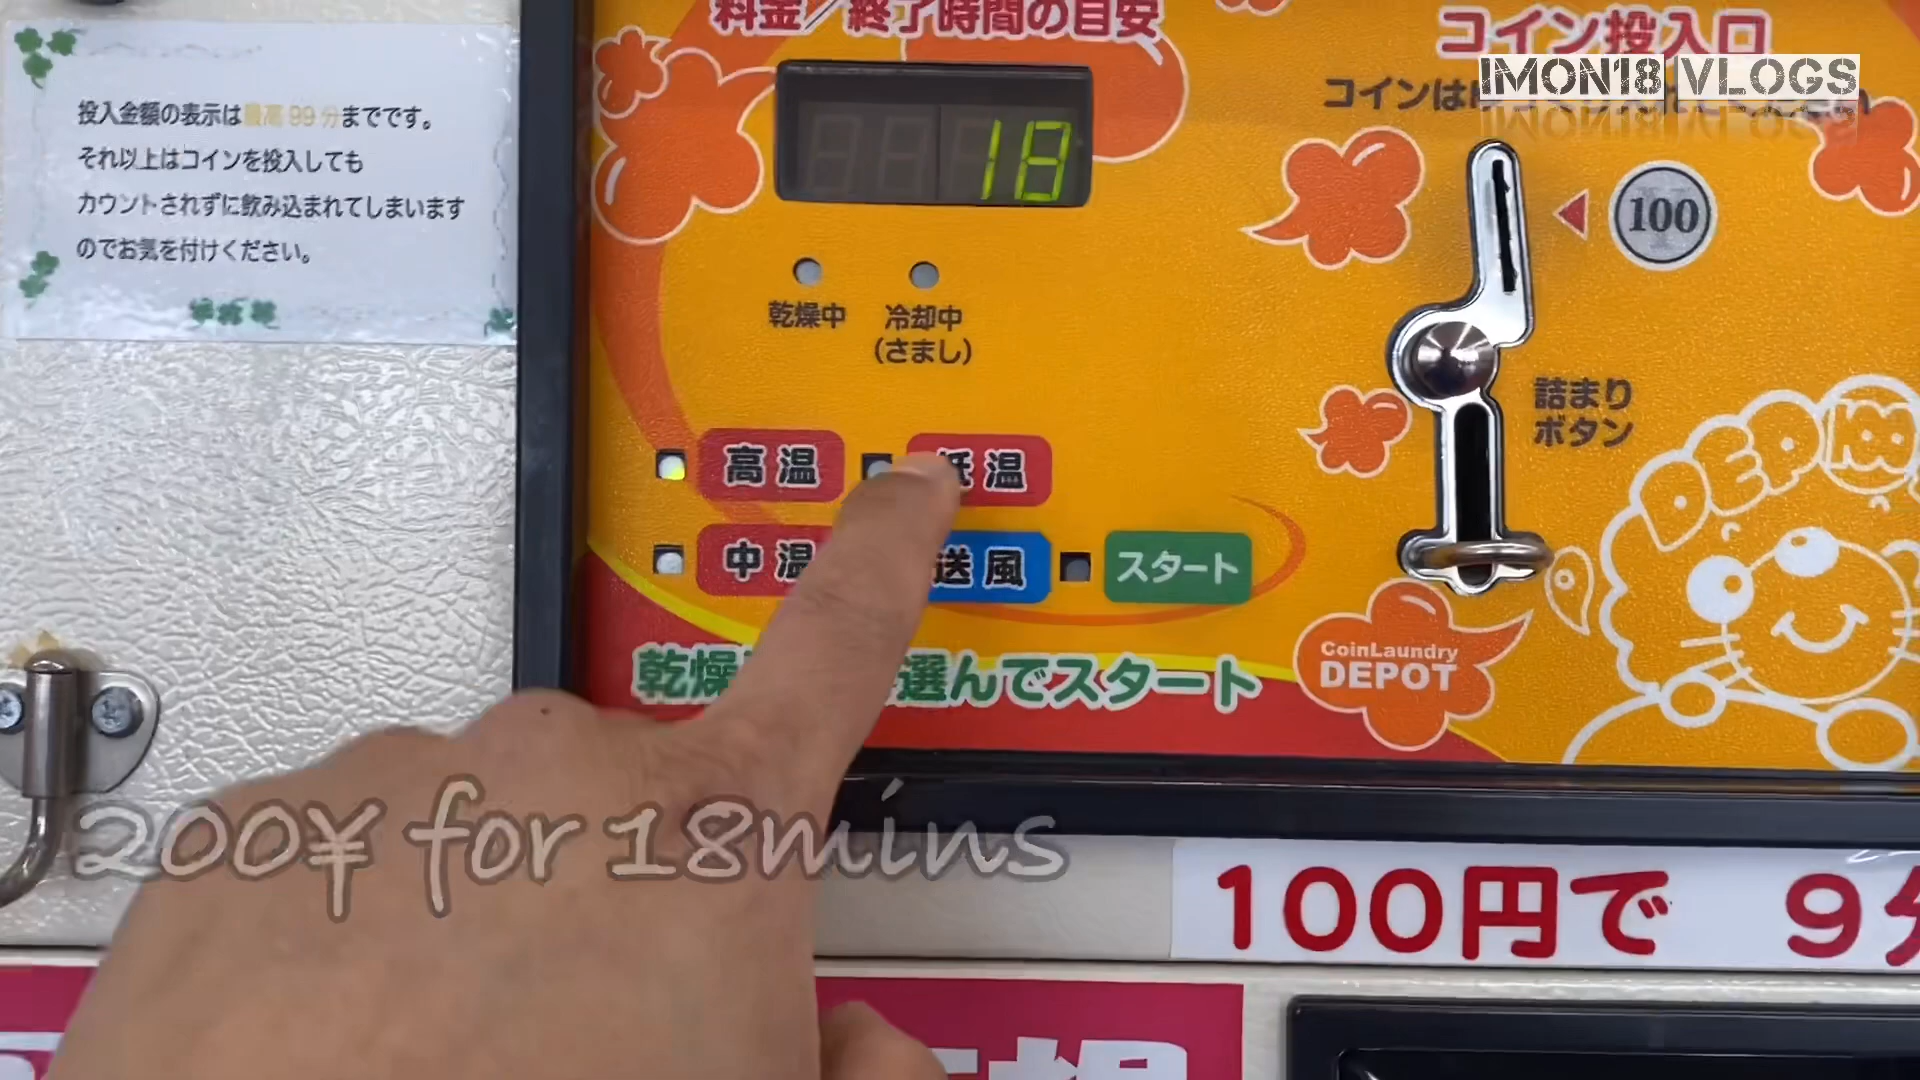 投入金額の表示は最高99分までです。
それ以上はコインを投入しても
カウントされずに飲み込まれてしまいます
のでお気を付けください。
料金／終了時間の目安
18
乾燥中
冷却中
(さまし)
高温
低温
中温
送風
スタート
乾燥 選んでスタート
コイン投入口
コインは
IMON18 VLOGS
100
詰まり
ボタン
DEPOT
CoinLaundry
DEPOT
200¥ for 18mins
100円で 9分